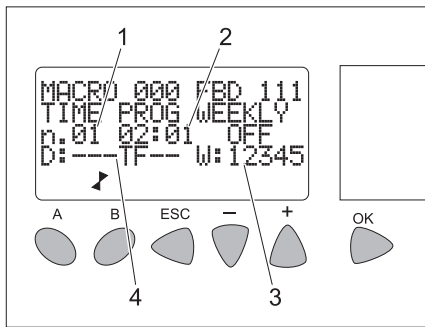 1 2
MACRO 000 FBD 111
TIME PROG WEEKLY
n.01 02:01 OFF
D:---TF-- W:12345
A B ESC – + OK
4 3